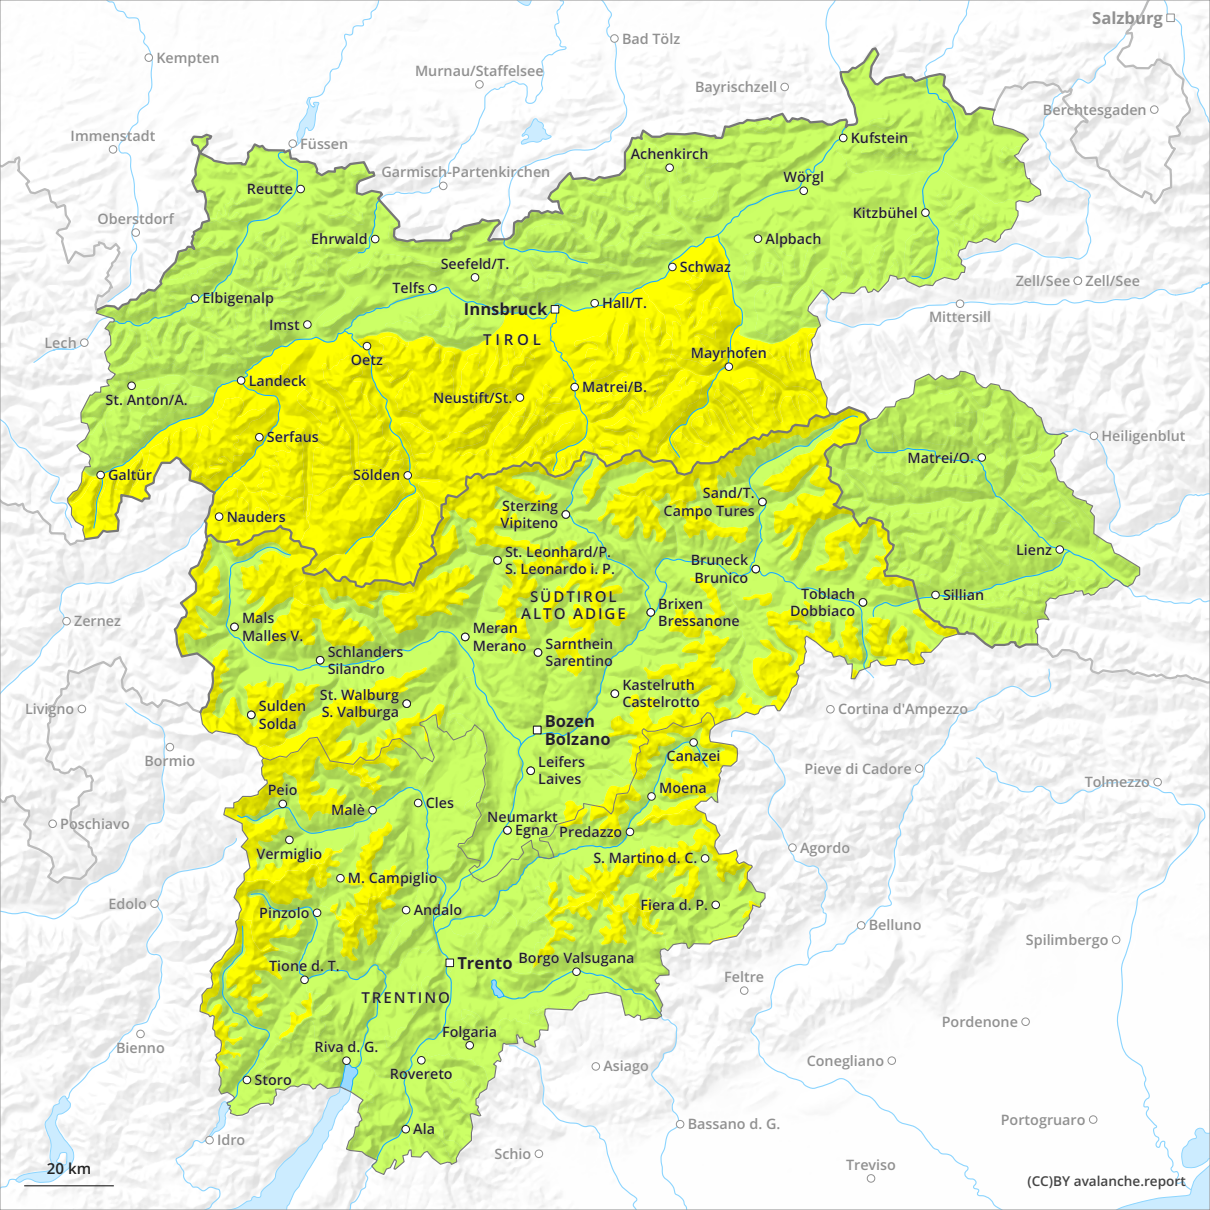 Salzburg
Bad Tölz
Kempten
Murnau/Staffelsee
Bayrischzell
Berchtesgaden
Immenstadt
Füssen
Kufstein
Achenkirch
Garmisch-Partenkirchen
Wörgl
Reutte
Oberstdorf
Kitzbühel
Ehrwald
Alpbach
Seefeld/T.
Schwaz
Zell/See
Zell/See
Telfs
Elbigenalp
Innsbruck
Hall/T.
Mittersill
Imst
TIROL
Lech
Oetz
Mayrhofen
Landeck
Matrei/B.
St. Anton/A.
Neustift/St.
Serfaus
Heiligenblut
Matrei/O.
Galtür
Sölden
Sand/T.
Campo Tures
Sterzing
Vipiteno
Nauders
Lienz
St. Leonhard/P.
S. Leonardo i. P.
Bruneck
Brunico
SÜDTIROL
ALTO ADIGE
Toblach
Dobbiaco
Sillian
Brixen
Bressanone
Zernez
Mals
Malles V.
Meran
Merano
Sarnthein
Sarentino
Schlanders
Silandro
Kastelruth
Castelrotto
St. Walburg
S. Valburga
Livigno
Sulden
Solda
Cortina d'Ampezzo
Bozen
Bolzano
Bormio
Canazei
Leifers
Laives
Pieve di Cadore
Tolmezzo
Peio
Moena
Malè
Cles
Poschiavo
Neumarkt
Egna
Predazzo
Vermiglio
Agordo
S. Martino d. C.
M. Campiglio
Edolo
Pinzolo
Andalo
Fiera d. P.
Belluno
Spilimbergo
Borgo Valsugana
Trento
Tione d. T.
Feltre
TRENTINO
Pordenone
Folgaria
Bienno
Riva d. G.
Conegliano
Asiago
Rovereto
Storo
Portogruaro
Bassano d. G.
Ala
Idro
Schio
Treviso
20 km
(CC)BY avalanche.report